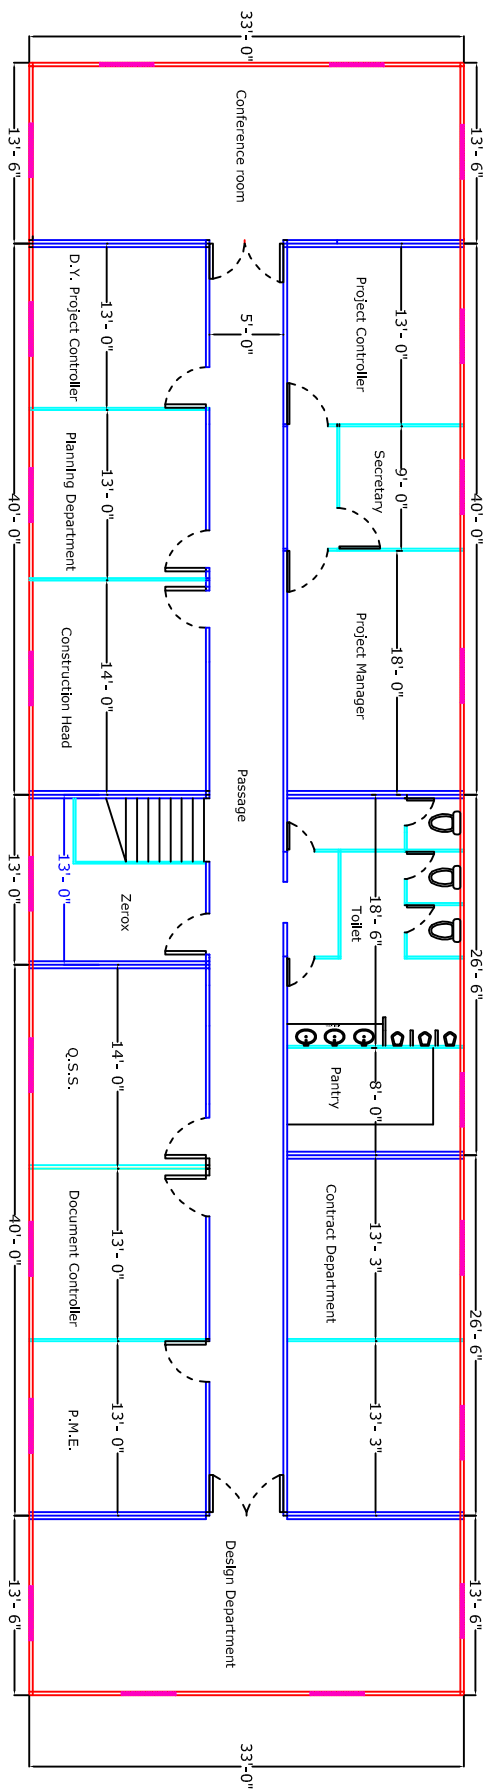 33'- 0"
13'- 6"
Conference room
13'- 6"
D.Y. Project Controller
13'- 0"
5'- 0"
Project Controller
13'- 0"
40'- 0"
Planning Department
13'- 0"
Secretary
9'- 0"
40'- 0"
Construction Head
14'- 0"
Project Manager
18'- 0"
Passage
13'- 0"
13'- 0"
Zerox
Toilet
18'- 6"
26'- 6"
Q.S.S.
14'- 0"
Pantry
8'- 0"
40'- 0"
Document Controller
13'- 0"
Contract Department
13'- 3"
26'- 6"
P.M.E.
13'- 0"
13'- 3"
13'- 6"
Design Department
13'- 6"
33'-0"